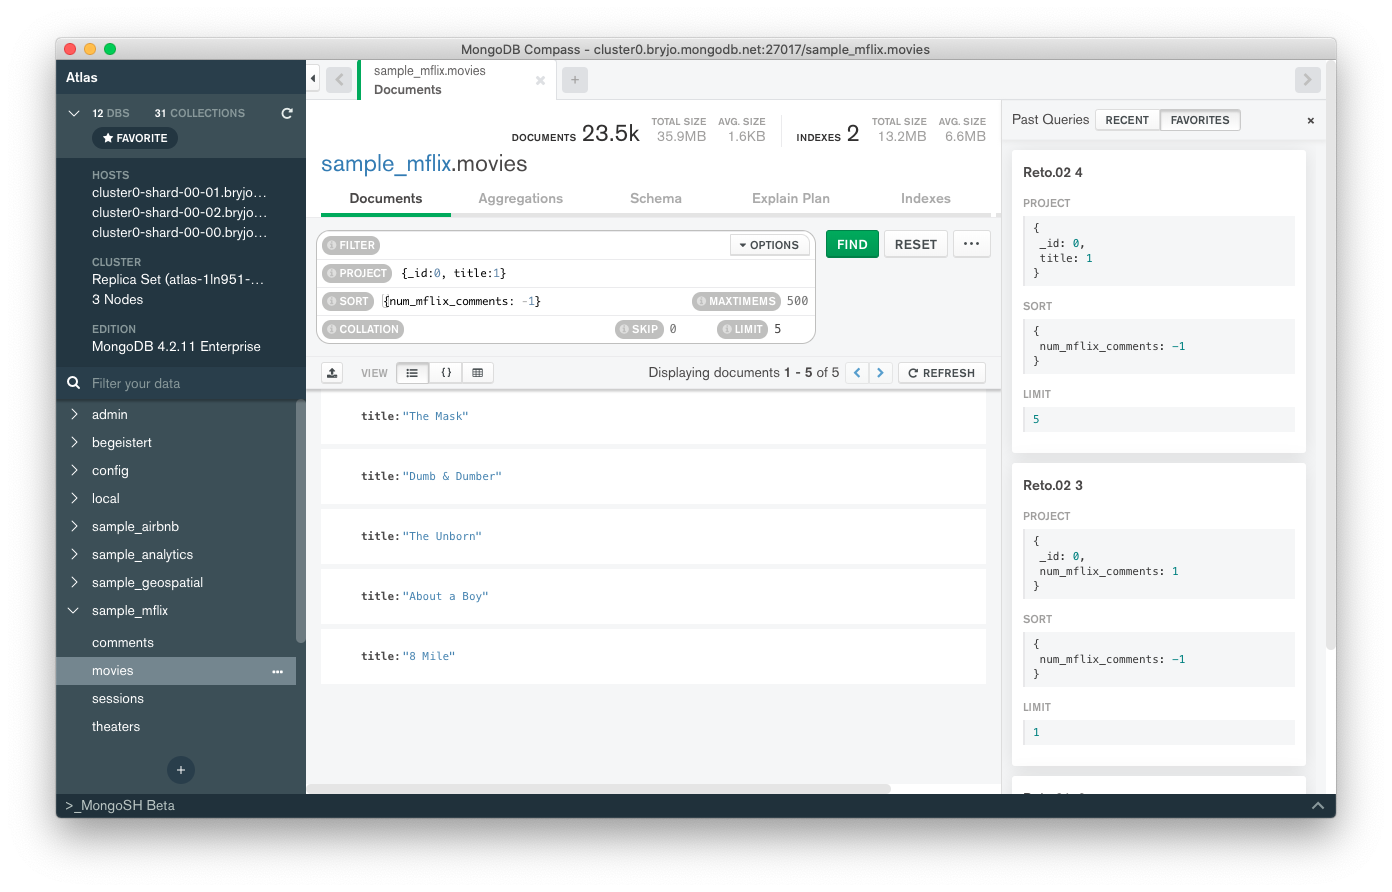 MongoDB Compass - cluster0.bryjo.mongodb.net:27017/sample_mflix.movies
Atlas
12 DBS 31 COLLECTIONS
★ FAVORITE
HOSTS
cluster0-shard-00-01.bryjo...
cluster0-shard-00-02.bryjo...
cluster0-shard-00-00.bryjo...
CLUSTER
Replica Set (atlas-1ln951-...
3 Nodes
EDITION
MongoDB 4.2.11 Enterprise
Filter your data
admin
begeistert
config
local
sample_airbnb
sample_analytics
sample_geospatial
sample_mflix
comments
movies
sessions
theaters
+
sample_mflix.movies
Documents
+
DOCUMENTS 23.5k TOTAL SIZE 35.9MB AVG. SIZE 1.6KB INDEXES 2 TOTAL SIZE 13.2MB AVG. SIZE 6.6MB
sample_mflix.movies
Documents Aggregations Schema Explain Plan Indexes
FILTER OPTIONS FIND RESET ...
PROJECT {_id:0, title:1}
SORT {num_mflix_comments: -1} MAXTIMEMS 500
COLLATION SKIP 0 LIMIT 5
VIEW {} Displaying documents 1 - 5 of 5 < > REFRESH
title: "The Mask"
title: "Dumb & Dumber"
title: "The Unborn"
title: "About a Boy"
title: "8 Mile"
Past Queries RECENT FAVORITES ×
Reto.02 4
PROJECT
{
_id: 0,
title: 1
}
SORT
{
num_mflix_comments: -1
}
LIMIT
5
Reto.02 3
PROJECT
{
_id: 0,
num_mflix_comments: 1
}
SORT
{
num_mflix_comments: -1
}
LIMIT
1
>_MongoSH Beta